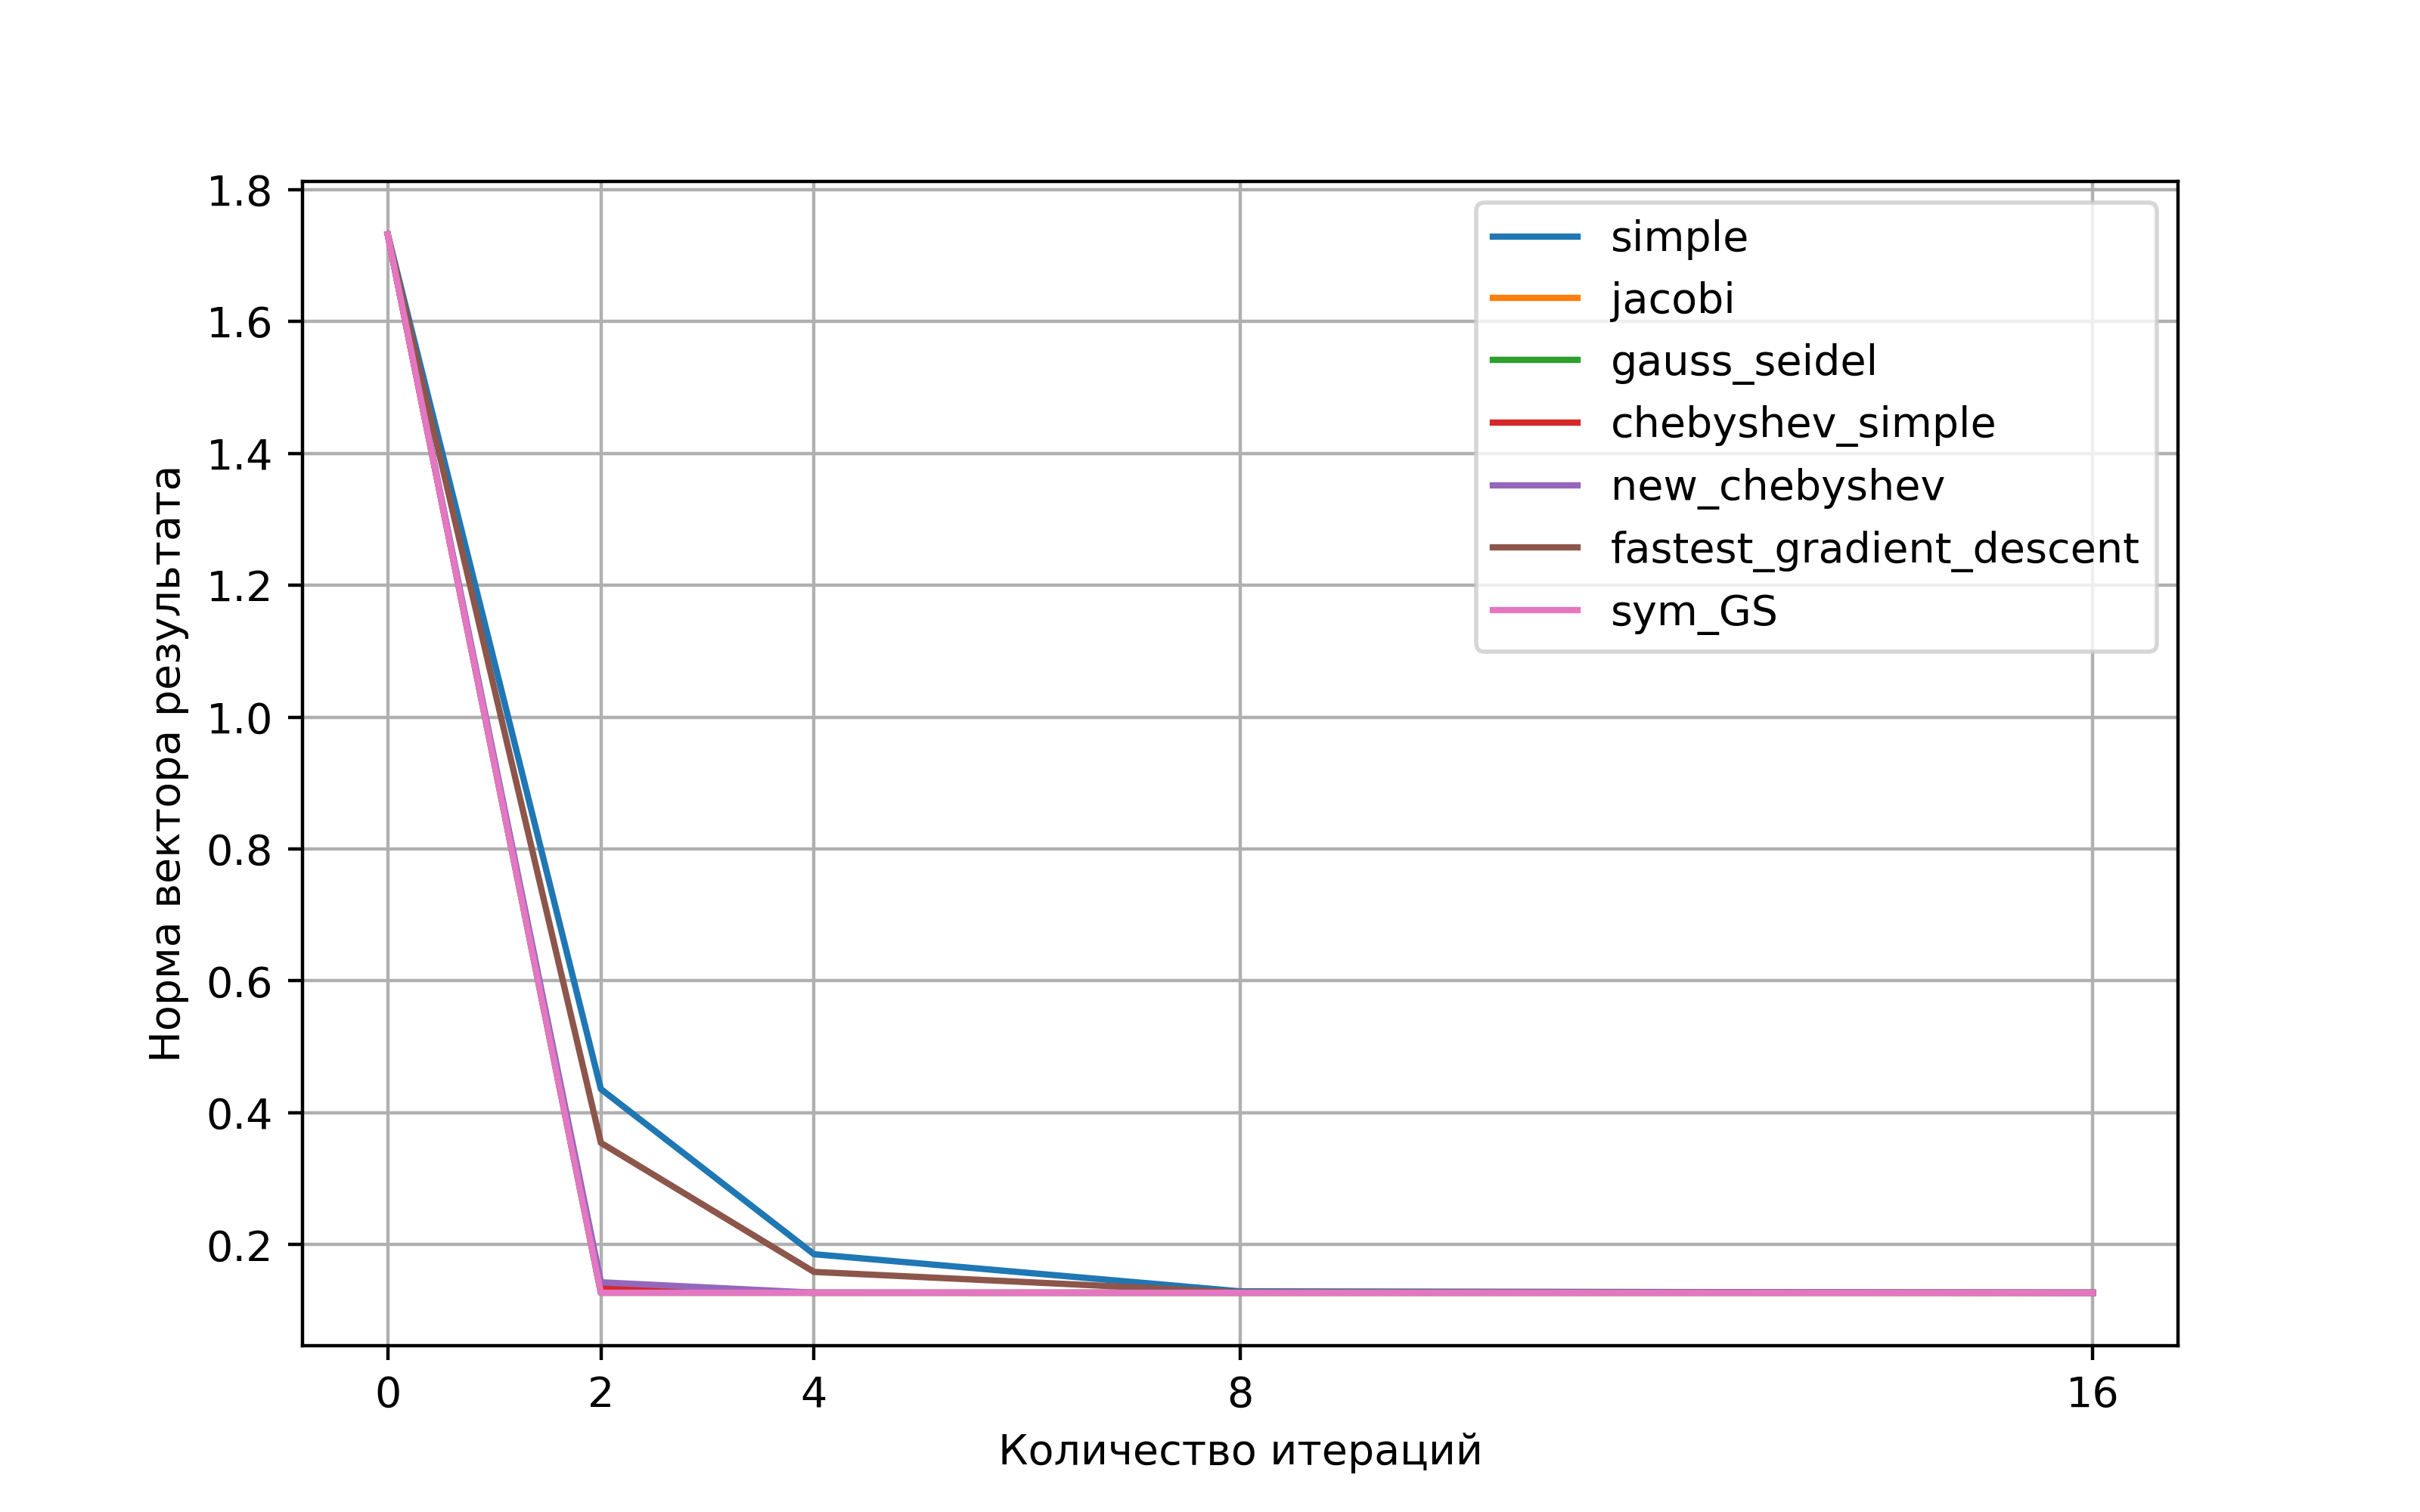 1.8
1.6
1.4
1.2
1.0
0.8
0.6
0.4
0.2
Норма вектора результата
simple
jacobi
gauss_seidel
chebyshev_simple
new_chebyshev
fastest_gradient_descent
sym_GS
0 2 4 8 16
Количество итераций